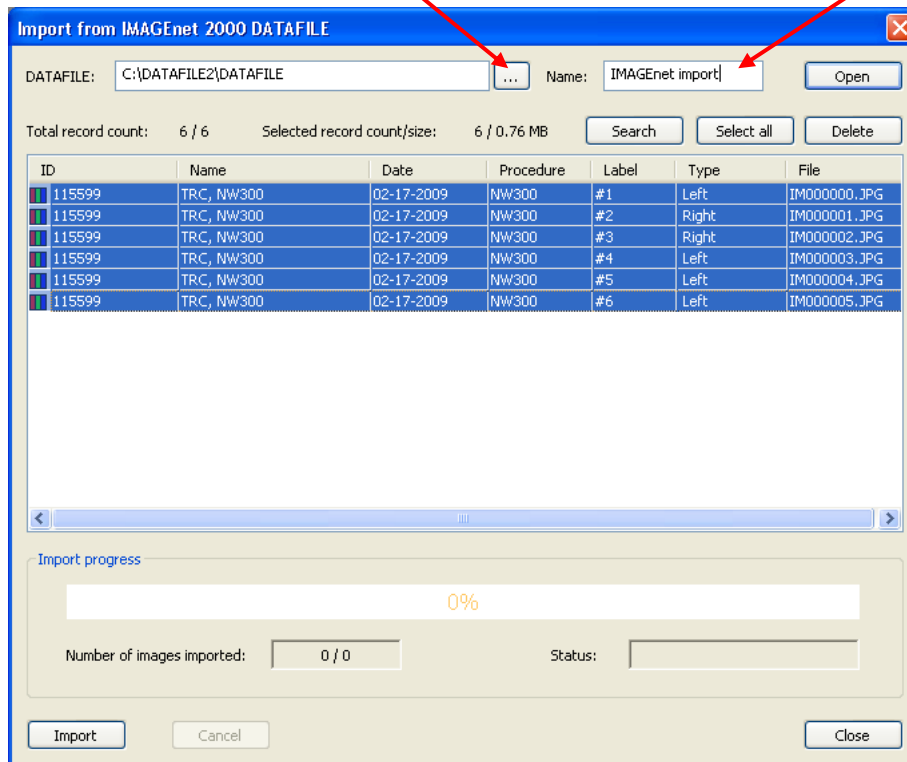 Import from IMAGEnet 2000 DATAFILE
DATAFILE: C:\DATAFILE2\DATAFILE ... Name: IMAGEnet import Open
Total record count: 6 / 6 Selected record count/size: 6 / 0.76 MB Search Select all Delete
ID Name Date Procedure Label Type File
115599 TRC, NW300 02-17-2009 NW300 #1 Left IM000000.JPG
115599 TRC, NW300 02-17-2009 NW300 #2 Right IM000001.JPG
115599 TRC, NW300 02-17-2009 NW300 #3 Right IM000002.JPG
115599 TRC, NW300 02-17-2009 NW300 #4 Left IM000003.JPG
115599 TRC, NW300 02-17-2009 NW300 #5 Left IM000004.JPG
115599 TRC, NW300 02-17-2009 NW300 #6 Left IM000005.JPG
Import progress
0%
Number of images imported: 0 / 0 Status:
Import Cancel Close